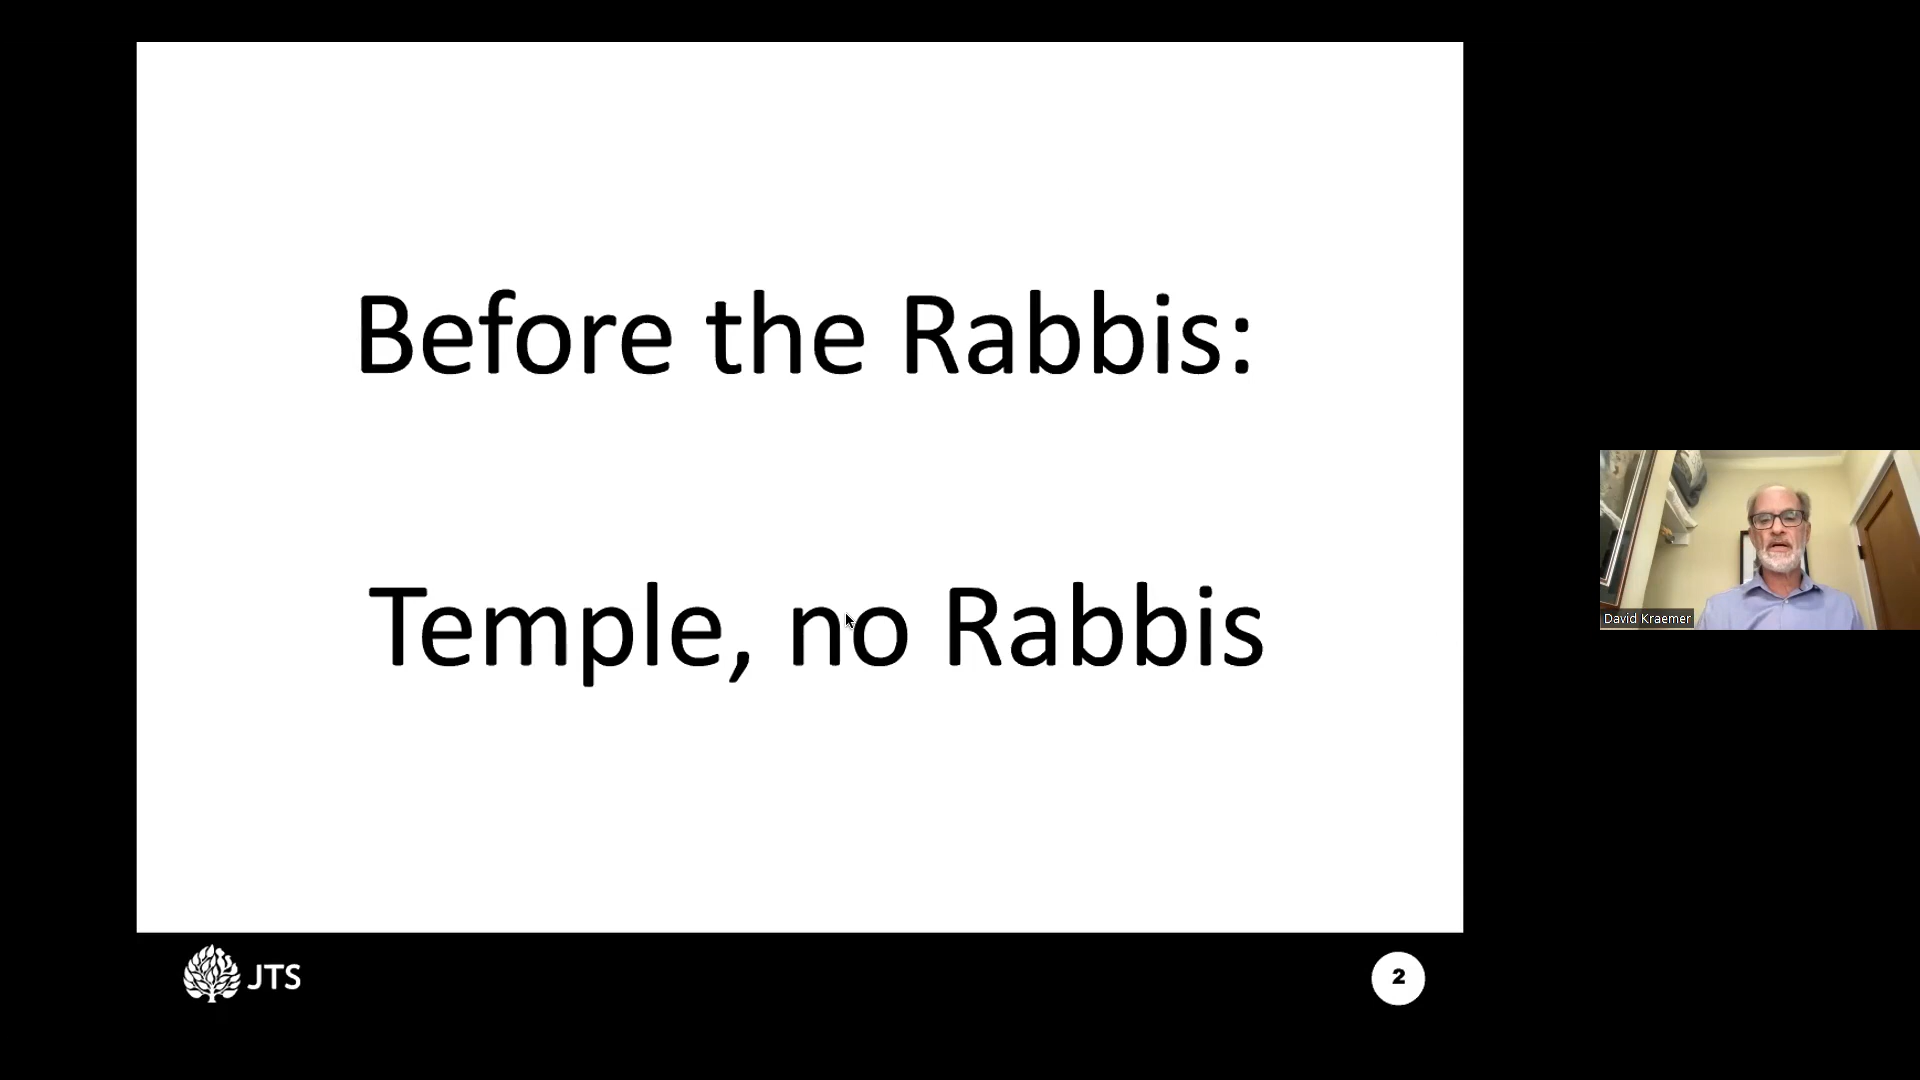 Before the Rabbis:
Temple, no Rabbis
David Kraemer
JTS
2